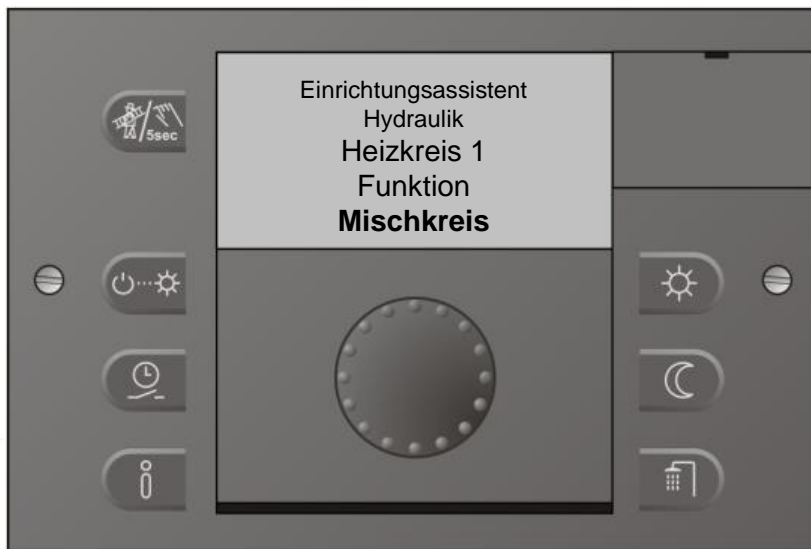 5sec
Einrichtungsassistent
Hydraulik
Heizkreis 1
Funktion
Mischkreis